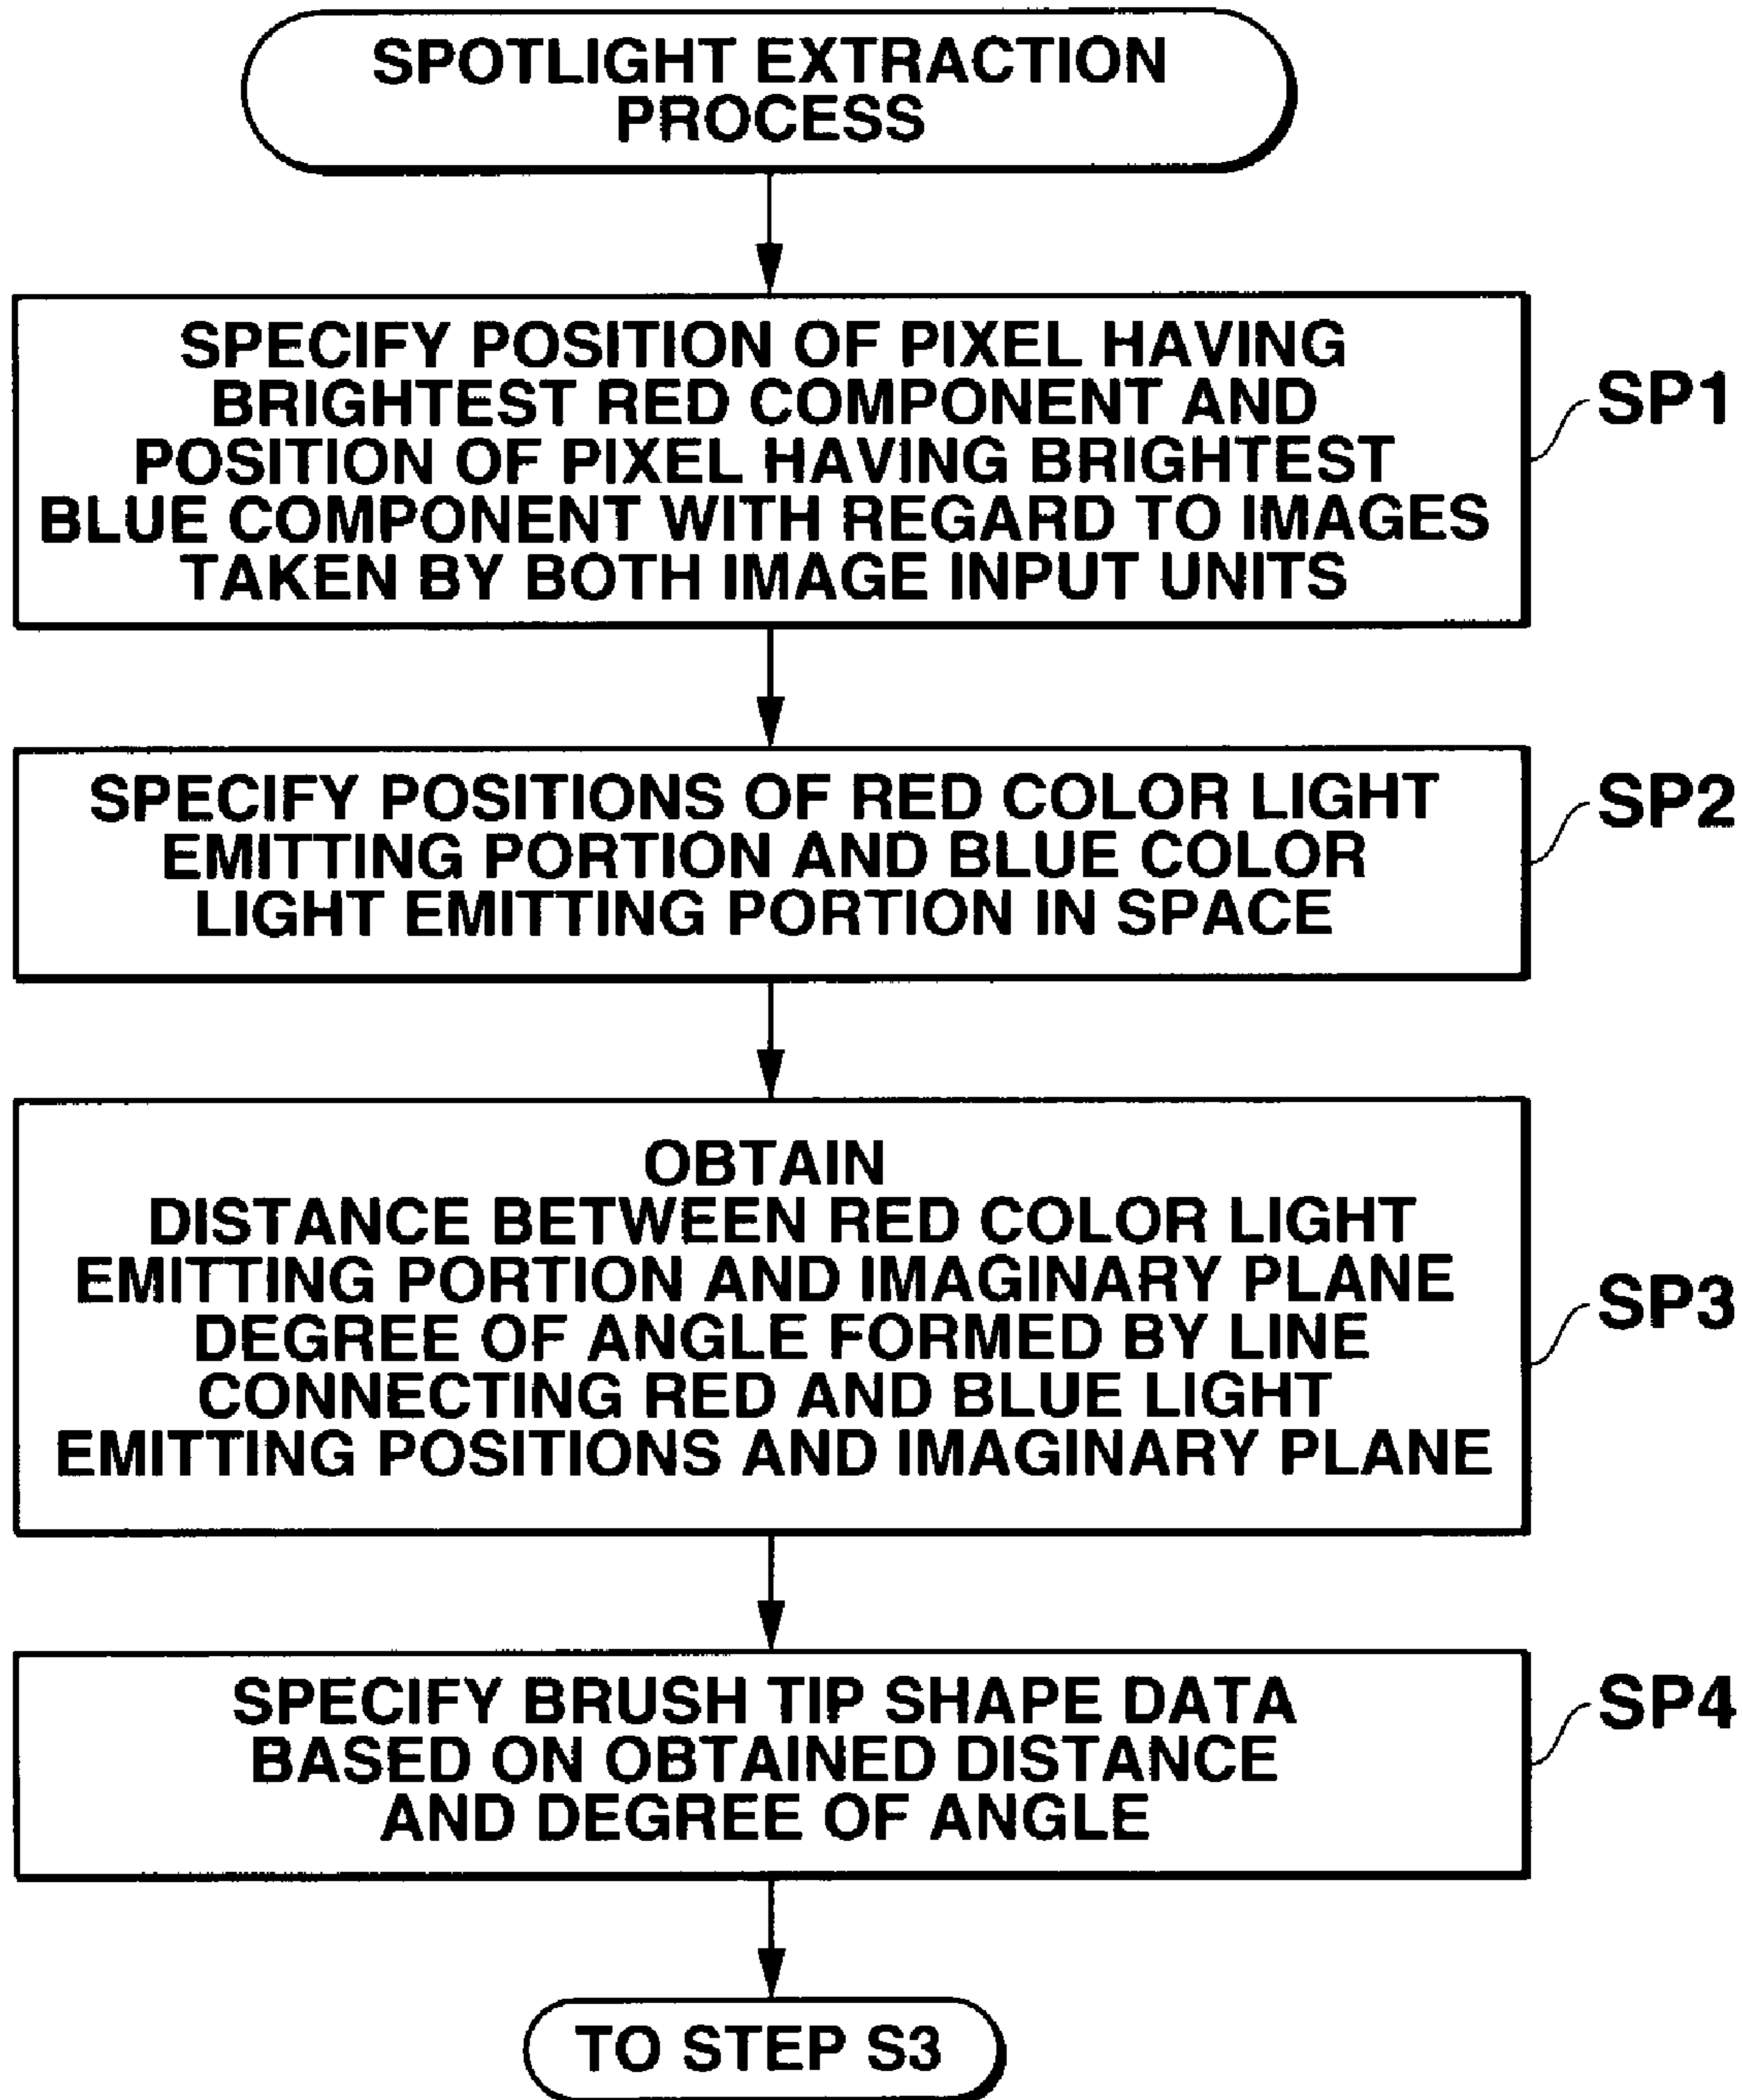 SPOTLIGHT EXTRACTION
PROCESS
SPECIFY POSITION OF PIXEL HAVING
BRIGHTEST RED COMPONENT AND
POSITION OF PIXEL HAVING BRIGHTEST
BLUE COMPONENT WITH REGARD TO IMAGES
TAKEN BY BOTH IMAGE INPUT UNITS
SP1
SPECIFY POSITIONS OF RED COLOR LIGHT
EMITTING PORTION AND BLUE COLOR
LIGHT EMITTING PORTION IN SPACE
SP2
OBTAIN
DISTANCE BETWEEN RED COLOR LIGHT
EMITTING PORTION AND IMAGINARY PLANE
DEGREE OF ANGLE FORMED BY LINE
CONNECTING RED AND BLUE LIGHT
EMITTING POSITIONS AND IMAGINARY PLANE
SP3
SPECIFY BRUSH TIP SHAPE DATA
BASED ON OBTAINED DISTANCE
AND DEGREE OF ANGLE
SP4
TO STEP S3